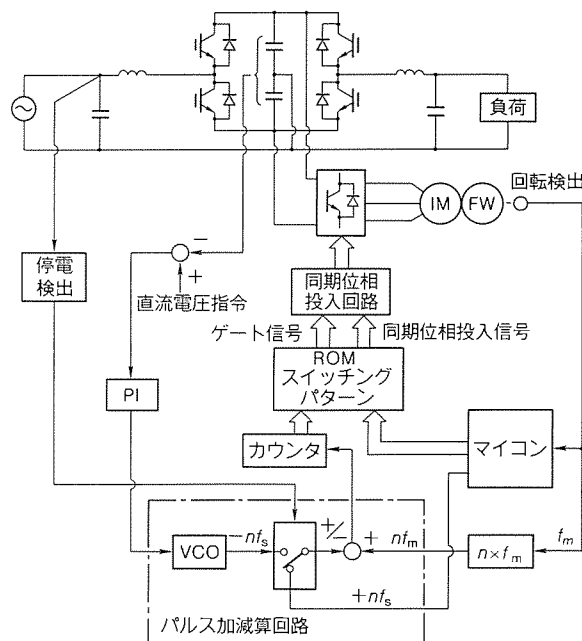 負荷
回転検出
IM
FW
停電
検出
−
+
直流電圧指令
同期位相
投入回路
ゲート信号
同期位相投入信号
ROM
スイッチング
パターン
PI
カウンタ
マイコン
VCO
−nfs
+/−
+
nfm
n×fm
fm
+nfs
パルス加減算回路